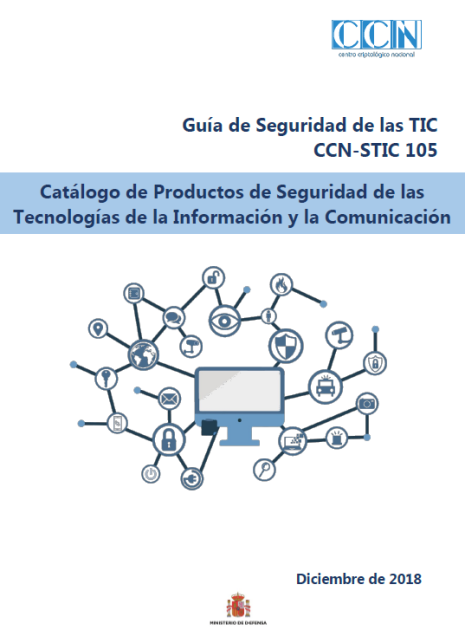 CCN
centro criptológico nacional
Guía de Seguridad de las TIC
CCN-STIC 105
Catálogo de Productos de Seguridad de las
Tecnologías de la Información y la Comunicación
Diciembre de 2018
MINISTERIO DE DEFENSA